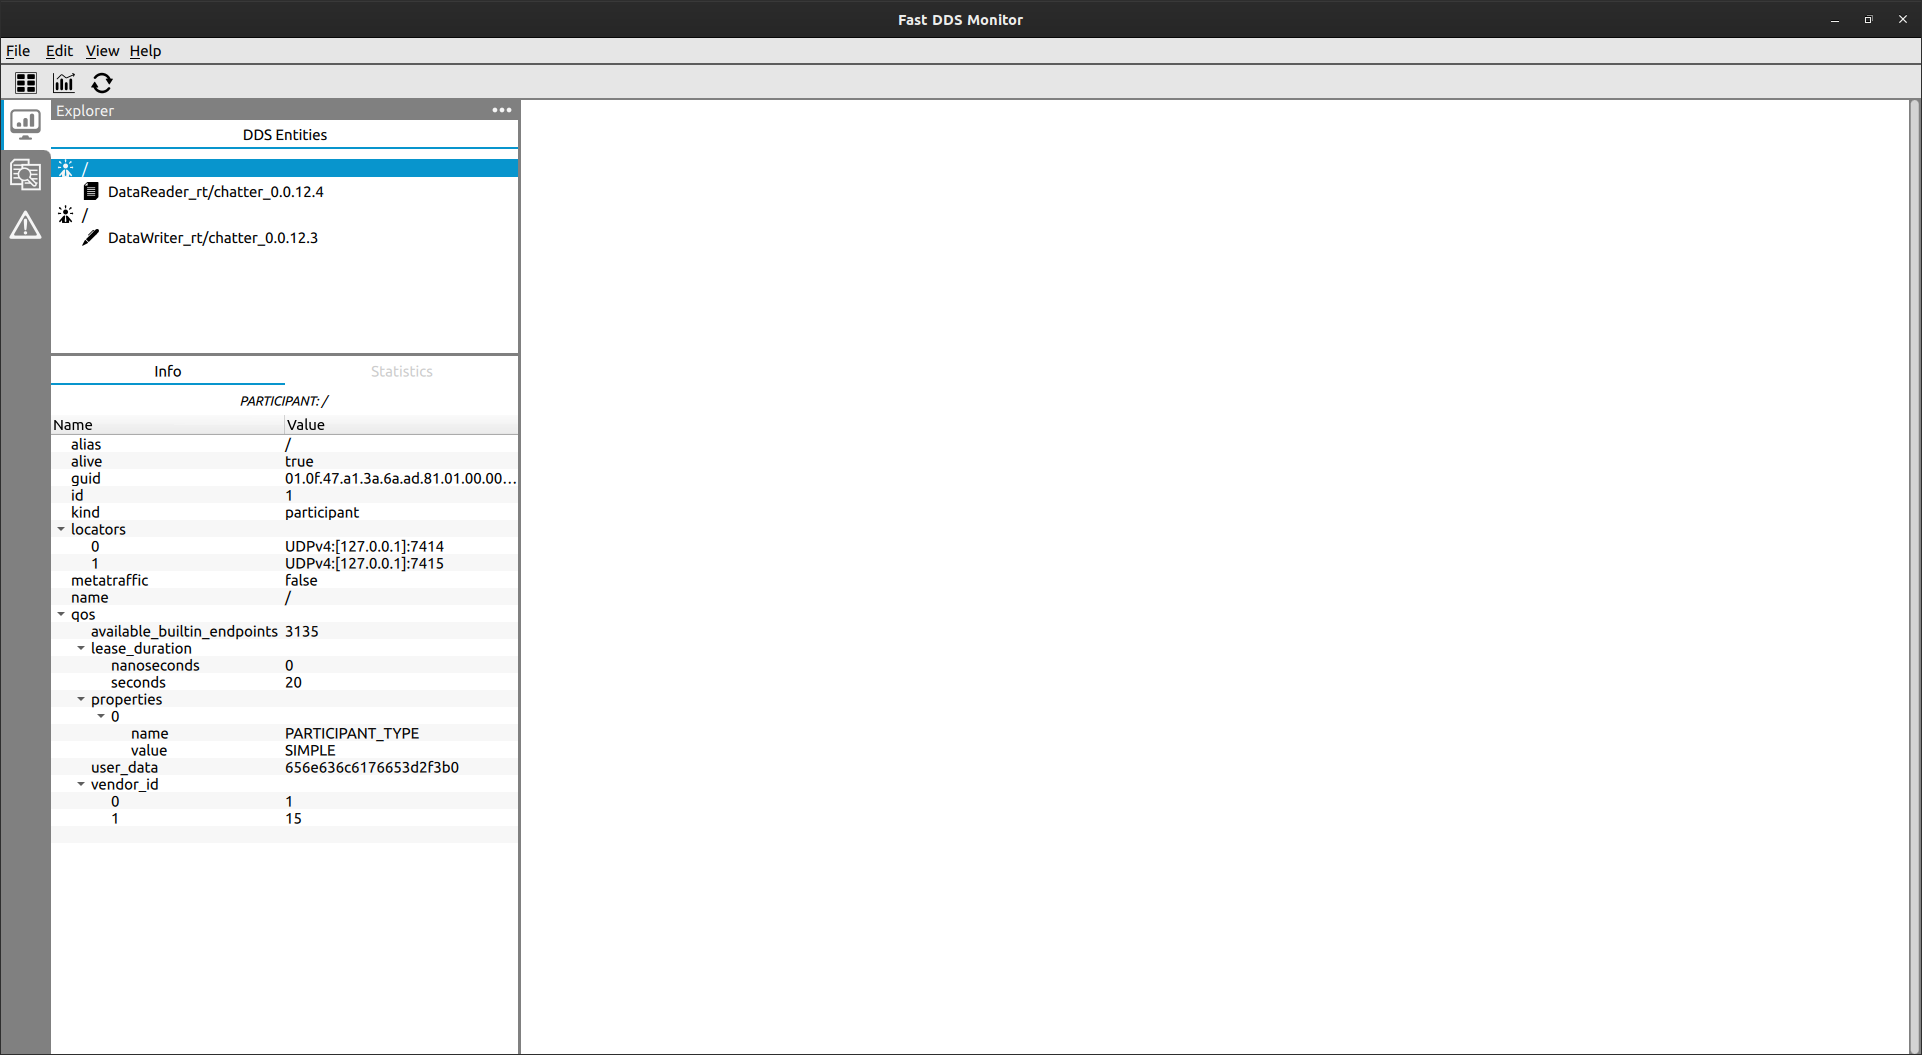 Fast DDS Monitor
File Edit View Help
Explorer
DDS Entities
/
DataReader_rt/chatter_0.0.12.4
/
DataWriter_rt/chatter_0.0.12.3
Info Statistics
PARTICIPANT: /
Name Value
alias /
alive true
guid 01.0f.47.a1.3a.6a.ad.81.01.00.00...
id 1
kind participant
locators
0 UDPv4:[127.0.0.1]:7414
1 UDPv4:[127.0.0.1]:7415
metatraffic false
name /
qos
available_builtin_endpoints 3135
lease_duration
nanoseconds 0
seconds 20
properties
0
name PARTICIPANT_TYPE
value SIMPLE
user_data 656e636c6176653d2f3b0
vendor_id
0 1
1 15